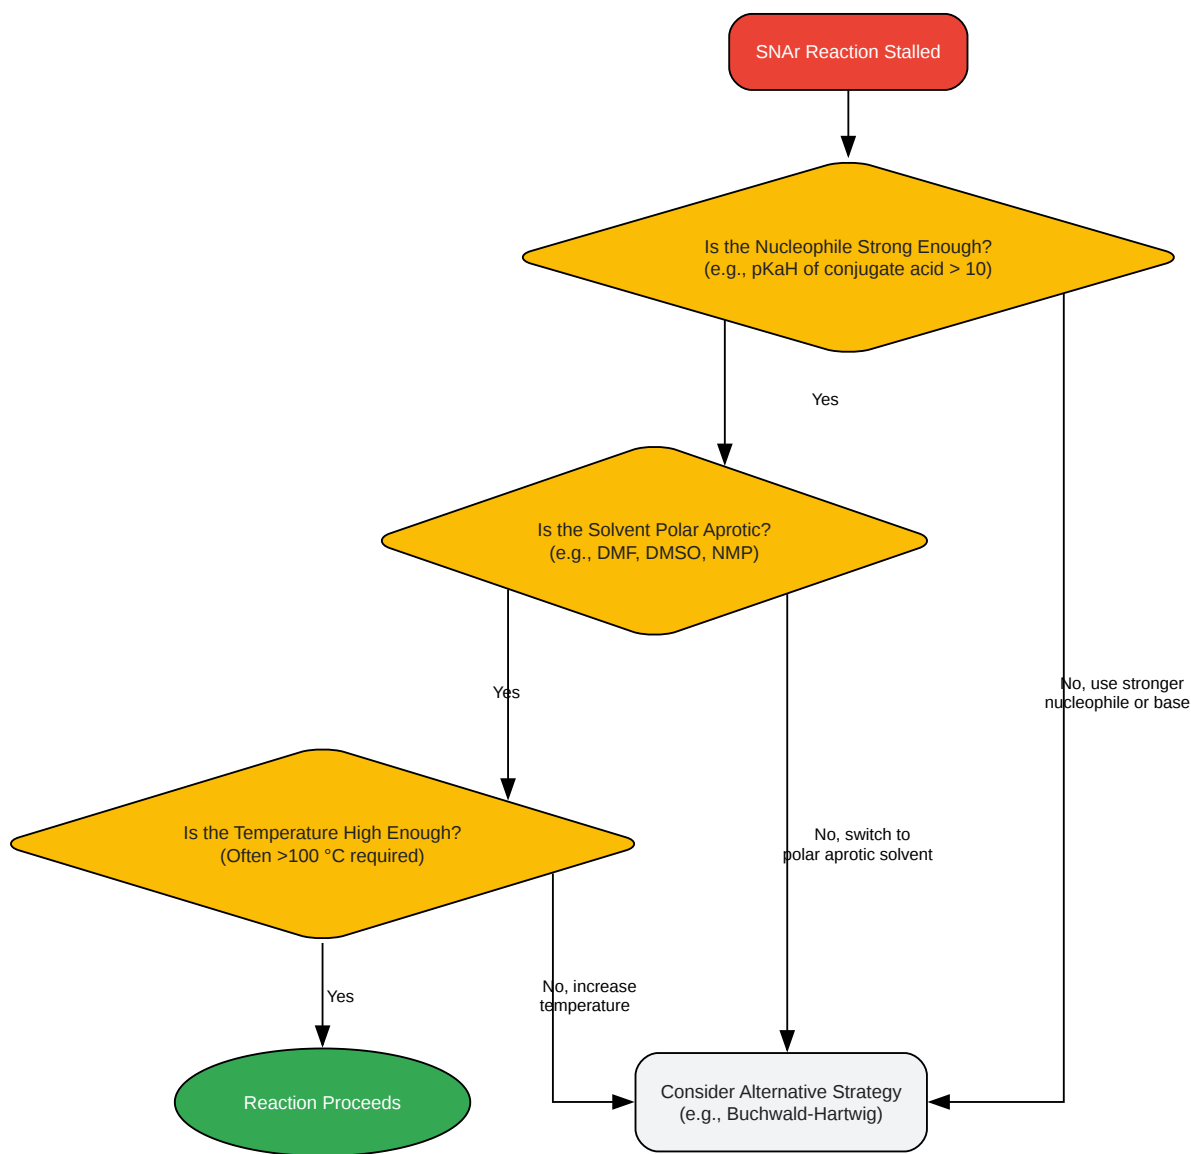 SNAr Reaction Stalled
Is the Nucleophile Strong Enough?
(e.g., pKaH of conjugate acid > 10)
Yes
Is the Solvent Polar Aprotic?
(e.g., DMF, DMSO, NMP)
No, use stronger
nucleophile or base
Yes
Is the Temperature High Enough?
(Often >100 °C required)
No, switch to
polar aprotic solvent
No, increase
temperature
Yes
Reaction Proceeds
Consider Alternative Strategy
(e.g., Buchwald-Hartwig)